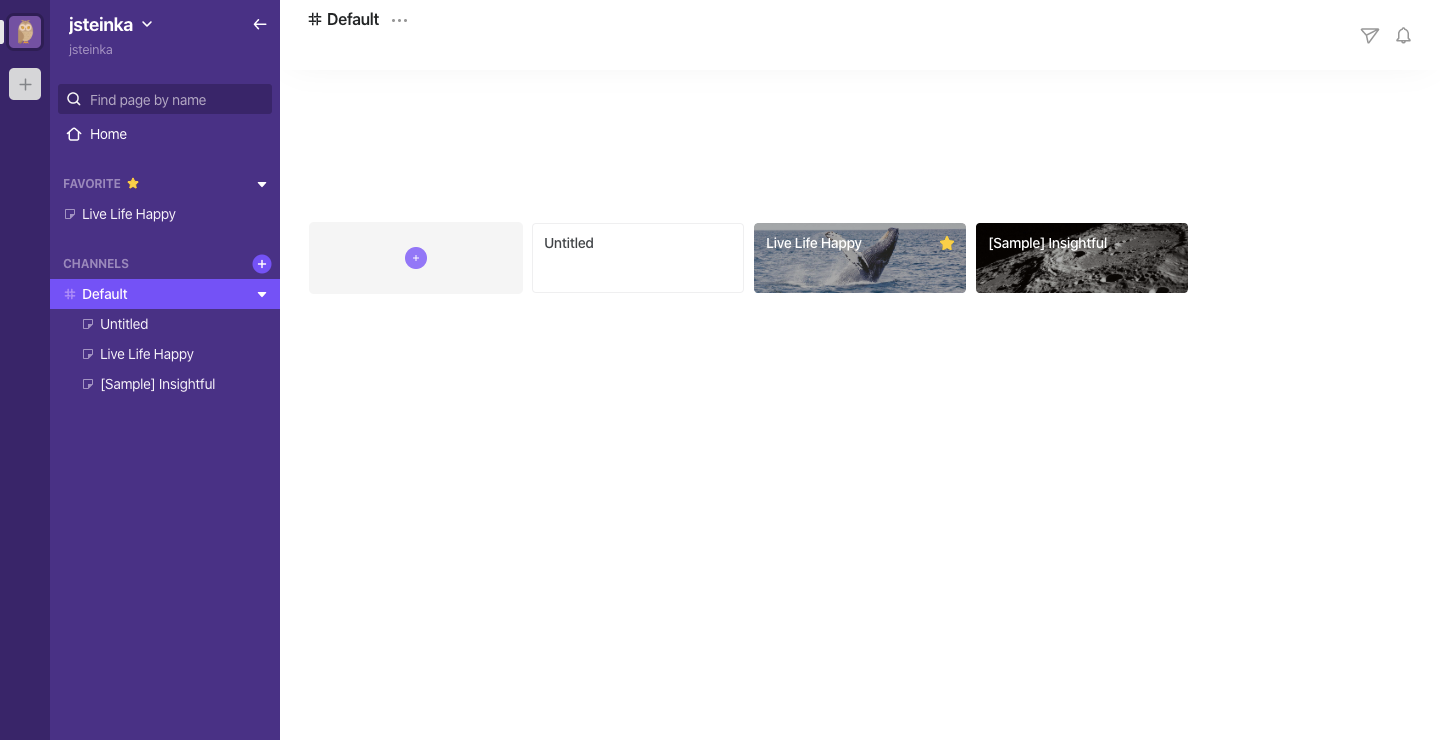 jsteinka
jsteinka
Find page by name
Home
FAVORITE
Live Life Happy
CHANNELS
Default
Untitled
Live Life Happy
[Sample] Insightful
# Default
Untitled
Live Life Happy
[Sample] Insightful